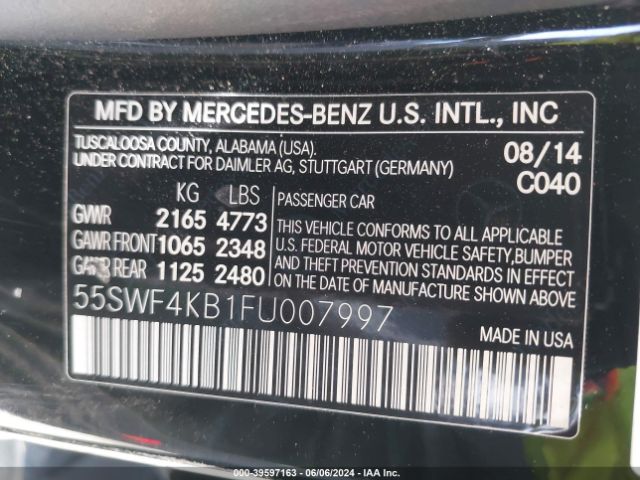 MFD BY MERCEDES-BENZ U.S. INTL., INC
TUSCALOOSA COUNTY, ALABAMA (USA).
UNDER CONTRACT FOR DAIMLER AG, STUTTGART (GERMANY)
08/14
C040
KG LBS
GVWR 2165 4773
GAWR FRONT 1065 2348
GAWR REAR 1125 2480
PASSENGER CAR
THIS VEHICLE CONFORMS TO ALL APPLICABLE
U.S. FEDERAL MOTOR VEHICLE SAFETY,BUMPER
AND THEFT PREVENTION STANDARDS IN EFFECT
ON THE DATE OF MANUFACTURE SHOWN ABOVE.
55SWF4KB1FU007997
MADE IN USA
000-39597163 - 06/06/2024 - IAA Inc.